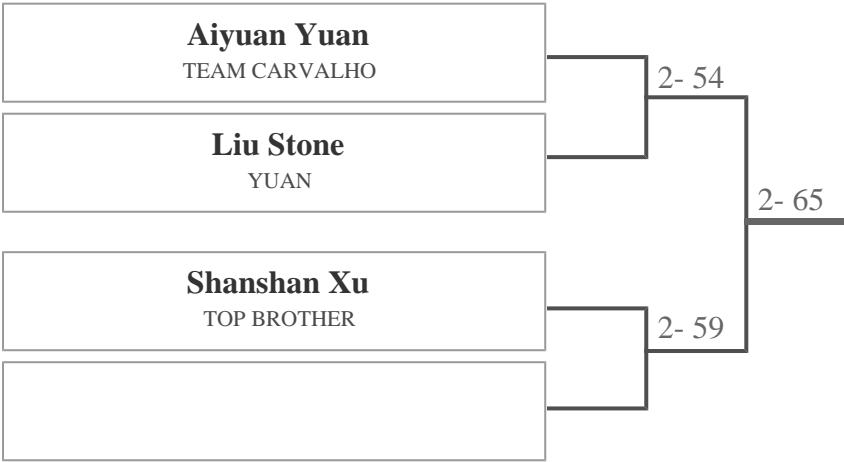 Aiyuan Yuan
TEAM CARVALHO
2- 54
Liu Stone
YUAN
2- 65
Shanshan Xu
TOP BROTHER
2- 59